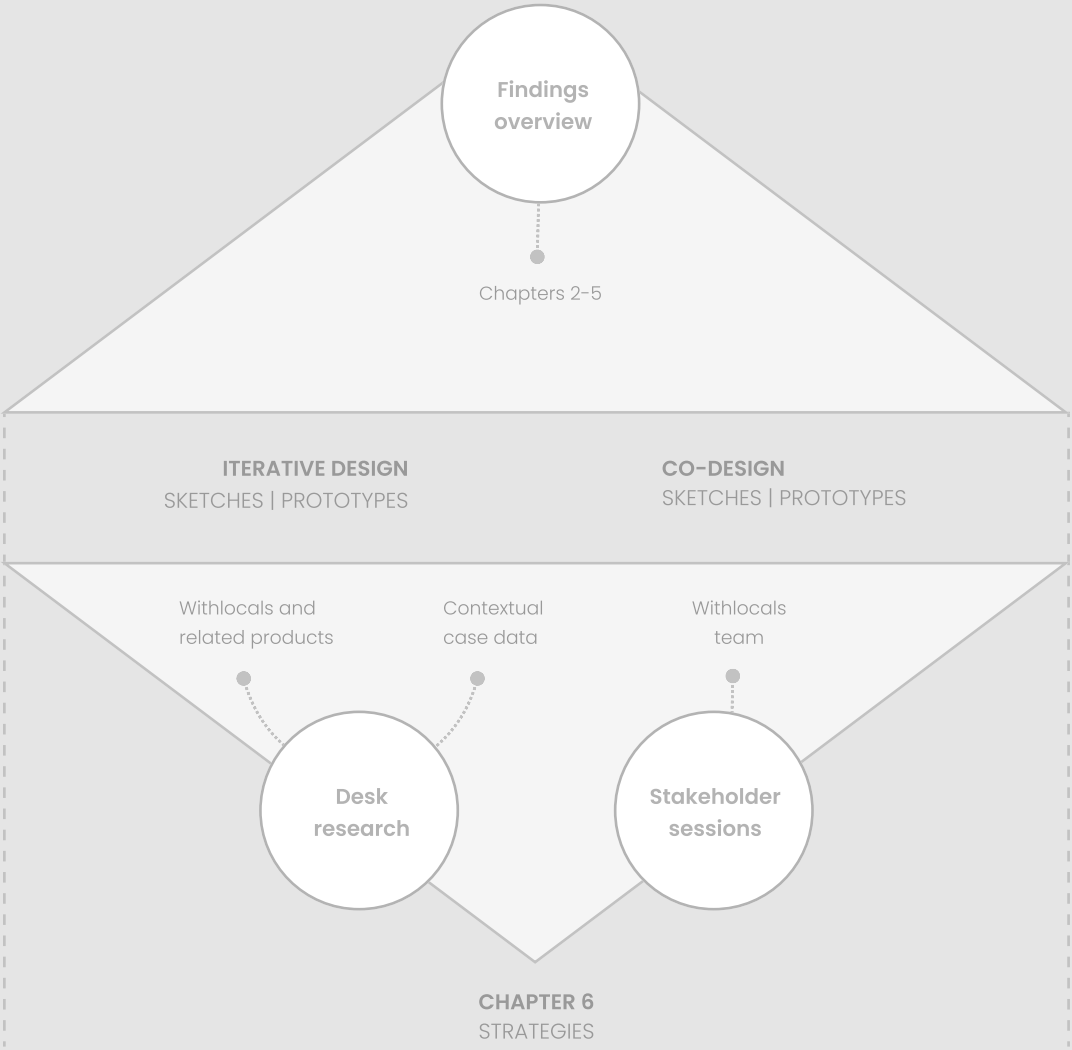 Findings
overview
Chapters 2-5
ITERATIVE DESIGN
SKETCHES | PROTOTYPES
CO-DESIGN
SKETCHES | PROTOTYPES
Withlocals and
related products
Contextual
case data
Withlocals
team
Desk
research
Stakeholder
sessions
CHAPTER 6
STRATEGIES